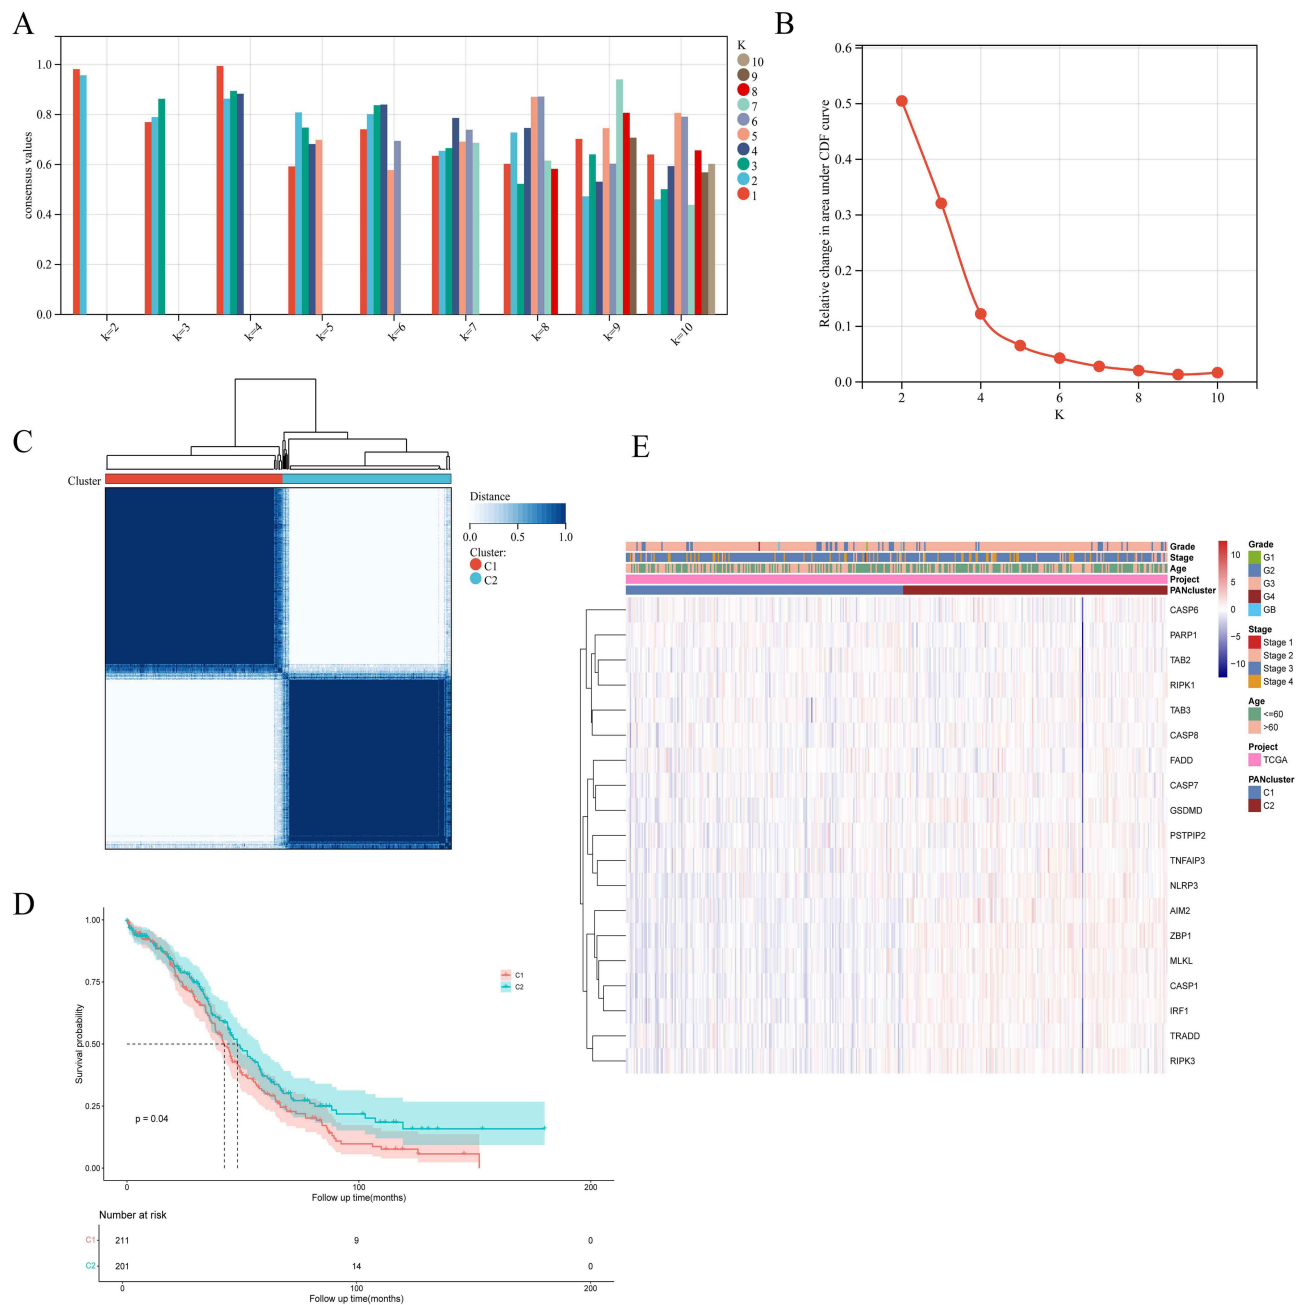 A
consensus values
1.0
0.8
0.6
0.4
0.2
0.0
k=2
k=3
k=4
k=5
k=6
k=7
k=8
k=9
k=10
K
10
9
8
7
6
5
4
3
2
1
B
Relative change in area under CDF curve
0.6
0.5
0.4
0.3
0.2
0.1
0.0
2
4
6
8
10
K
C
Cluster
Distance
0.0 0.5 1.0
Cluster:
C1
C2
D
Survival probability
1.00
0.75
0.50
0.25
0.00
p = 0.04
C1
C2
0 100 200
Follow up time(months)
Number at risk
C1 211 9 0
C2 201 14 0
0 100 200
Follow up time(months)
E
Grade
Stage
Age
Project
PANcluster
CASP6
PARP1
TAB2
RIPK1
TAB3
CASP8
FADD
CASP7
GSDMD
PSTPIP2
TNFAIP3
NLRP3
AIM2
ZBP1
MLKL
CASP1
IRF1
TRADD
RIPK3
10
5
0
−5
−10
Grade
G1
G2
G3
G4
GB
Stage
Stage 1
Stage 2
Stage 3
Stage 4
Age
<=60
>60
Project
TCGA
PANcluster
C1
C2